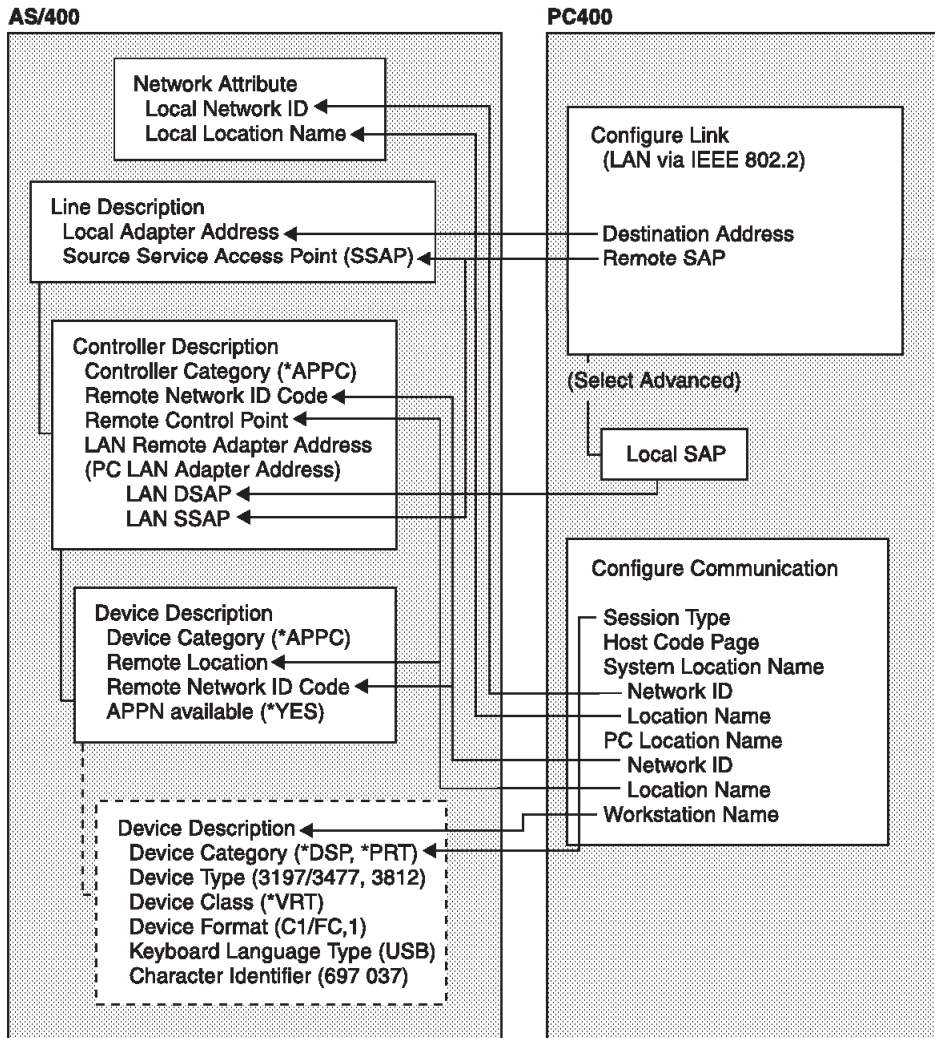 AS/400
Network Attribute
Local Network ID
Local Location Name
Line Description
Local Adapter Address
Source Service Access Point (SSAP)
Controller Description
Controller Category (*APPC)
Remote Network ID Code
Remote Control Point
LAN Remote Adapter Address
(PC LAN Adapter Address)
LAN DSAP
LAN SSAP
Device Description
Device Category (*APPC)
Remote Location
Remote Network ID Code
APPN available (*YES)
Device Description
Device Category (*DSP, *PRT)
Device Type (3197/3477, 3812)
Device Class (*VRT)
Device Format (C1/FC,1)
Keyboard Language Type (USB)
Character Identifier (697 037)
PC400
Configure Link
(LAN via IEEE 802.2)
Destination Address
Remote SAP
(Select Advanced)
Local SAP
Configure Communication
Session Type
Host Code Page
System Location Name
Network ID
Location Name
PC Location Name
Network ID
Location Name
Workstation Name